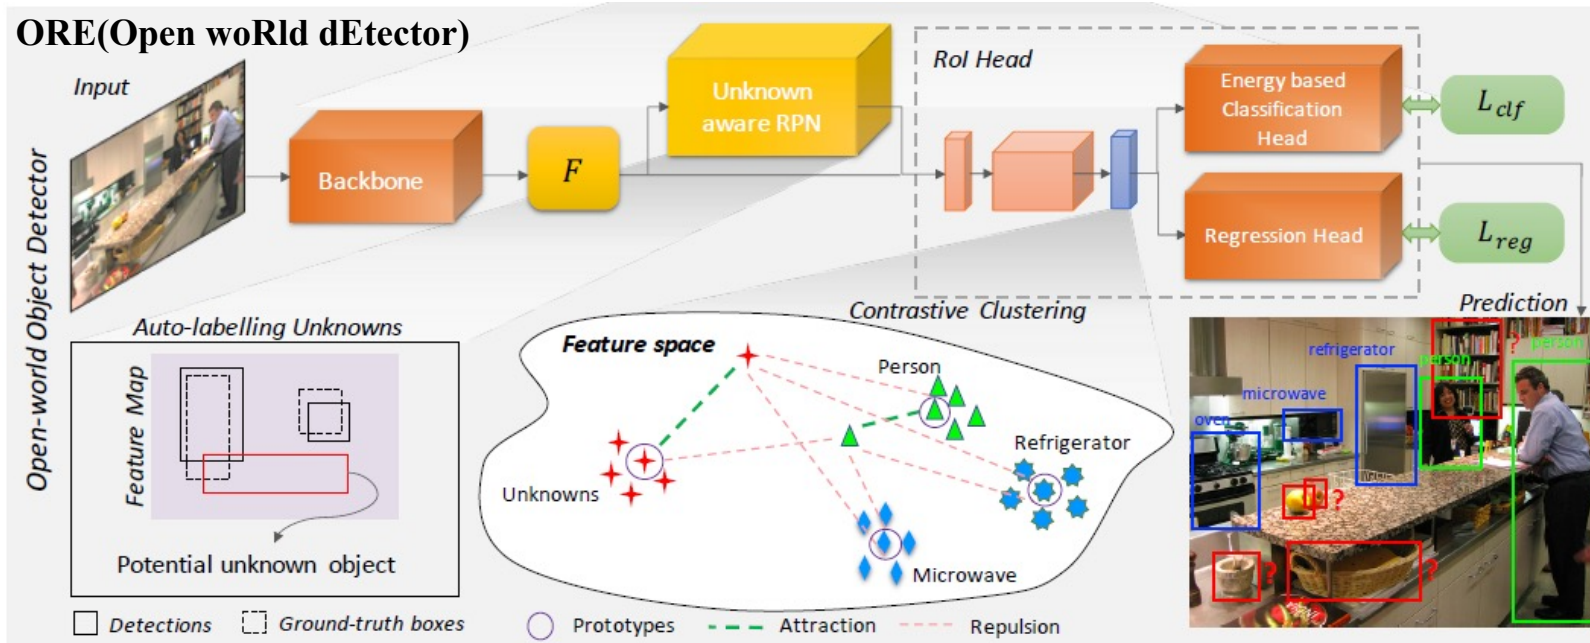 ORE(Open woRld dEtector)
Open-world Object Detector
Input
Backbone
F
Unknown
aware RPN
RoI Head
Energy based
Classification
Head
L_clf
Regression Head
L_reg
Auto-labelling Unknowns
Feature Map
Potential unknown object
Detections
Ground-truth boxes
Contrastive Clustering
Feature space
Person
Refrigerator
Unknowns
Microwave
Prototypes
Attraction
Repulsion
Prediction
refrigerator
?
person
person
microwave
oven
?
?
?